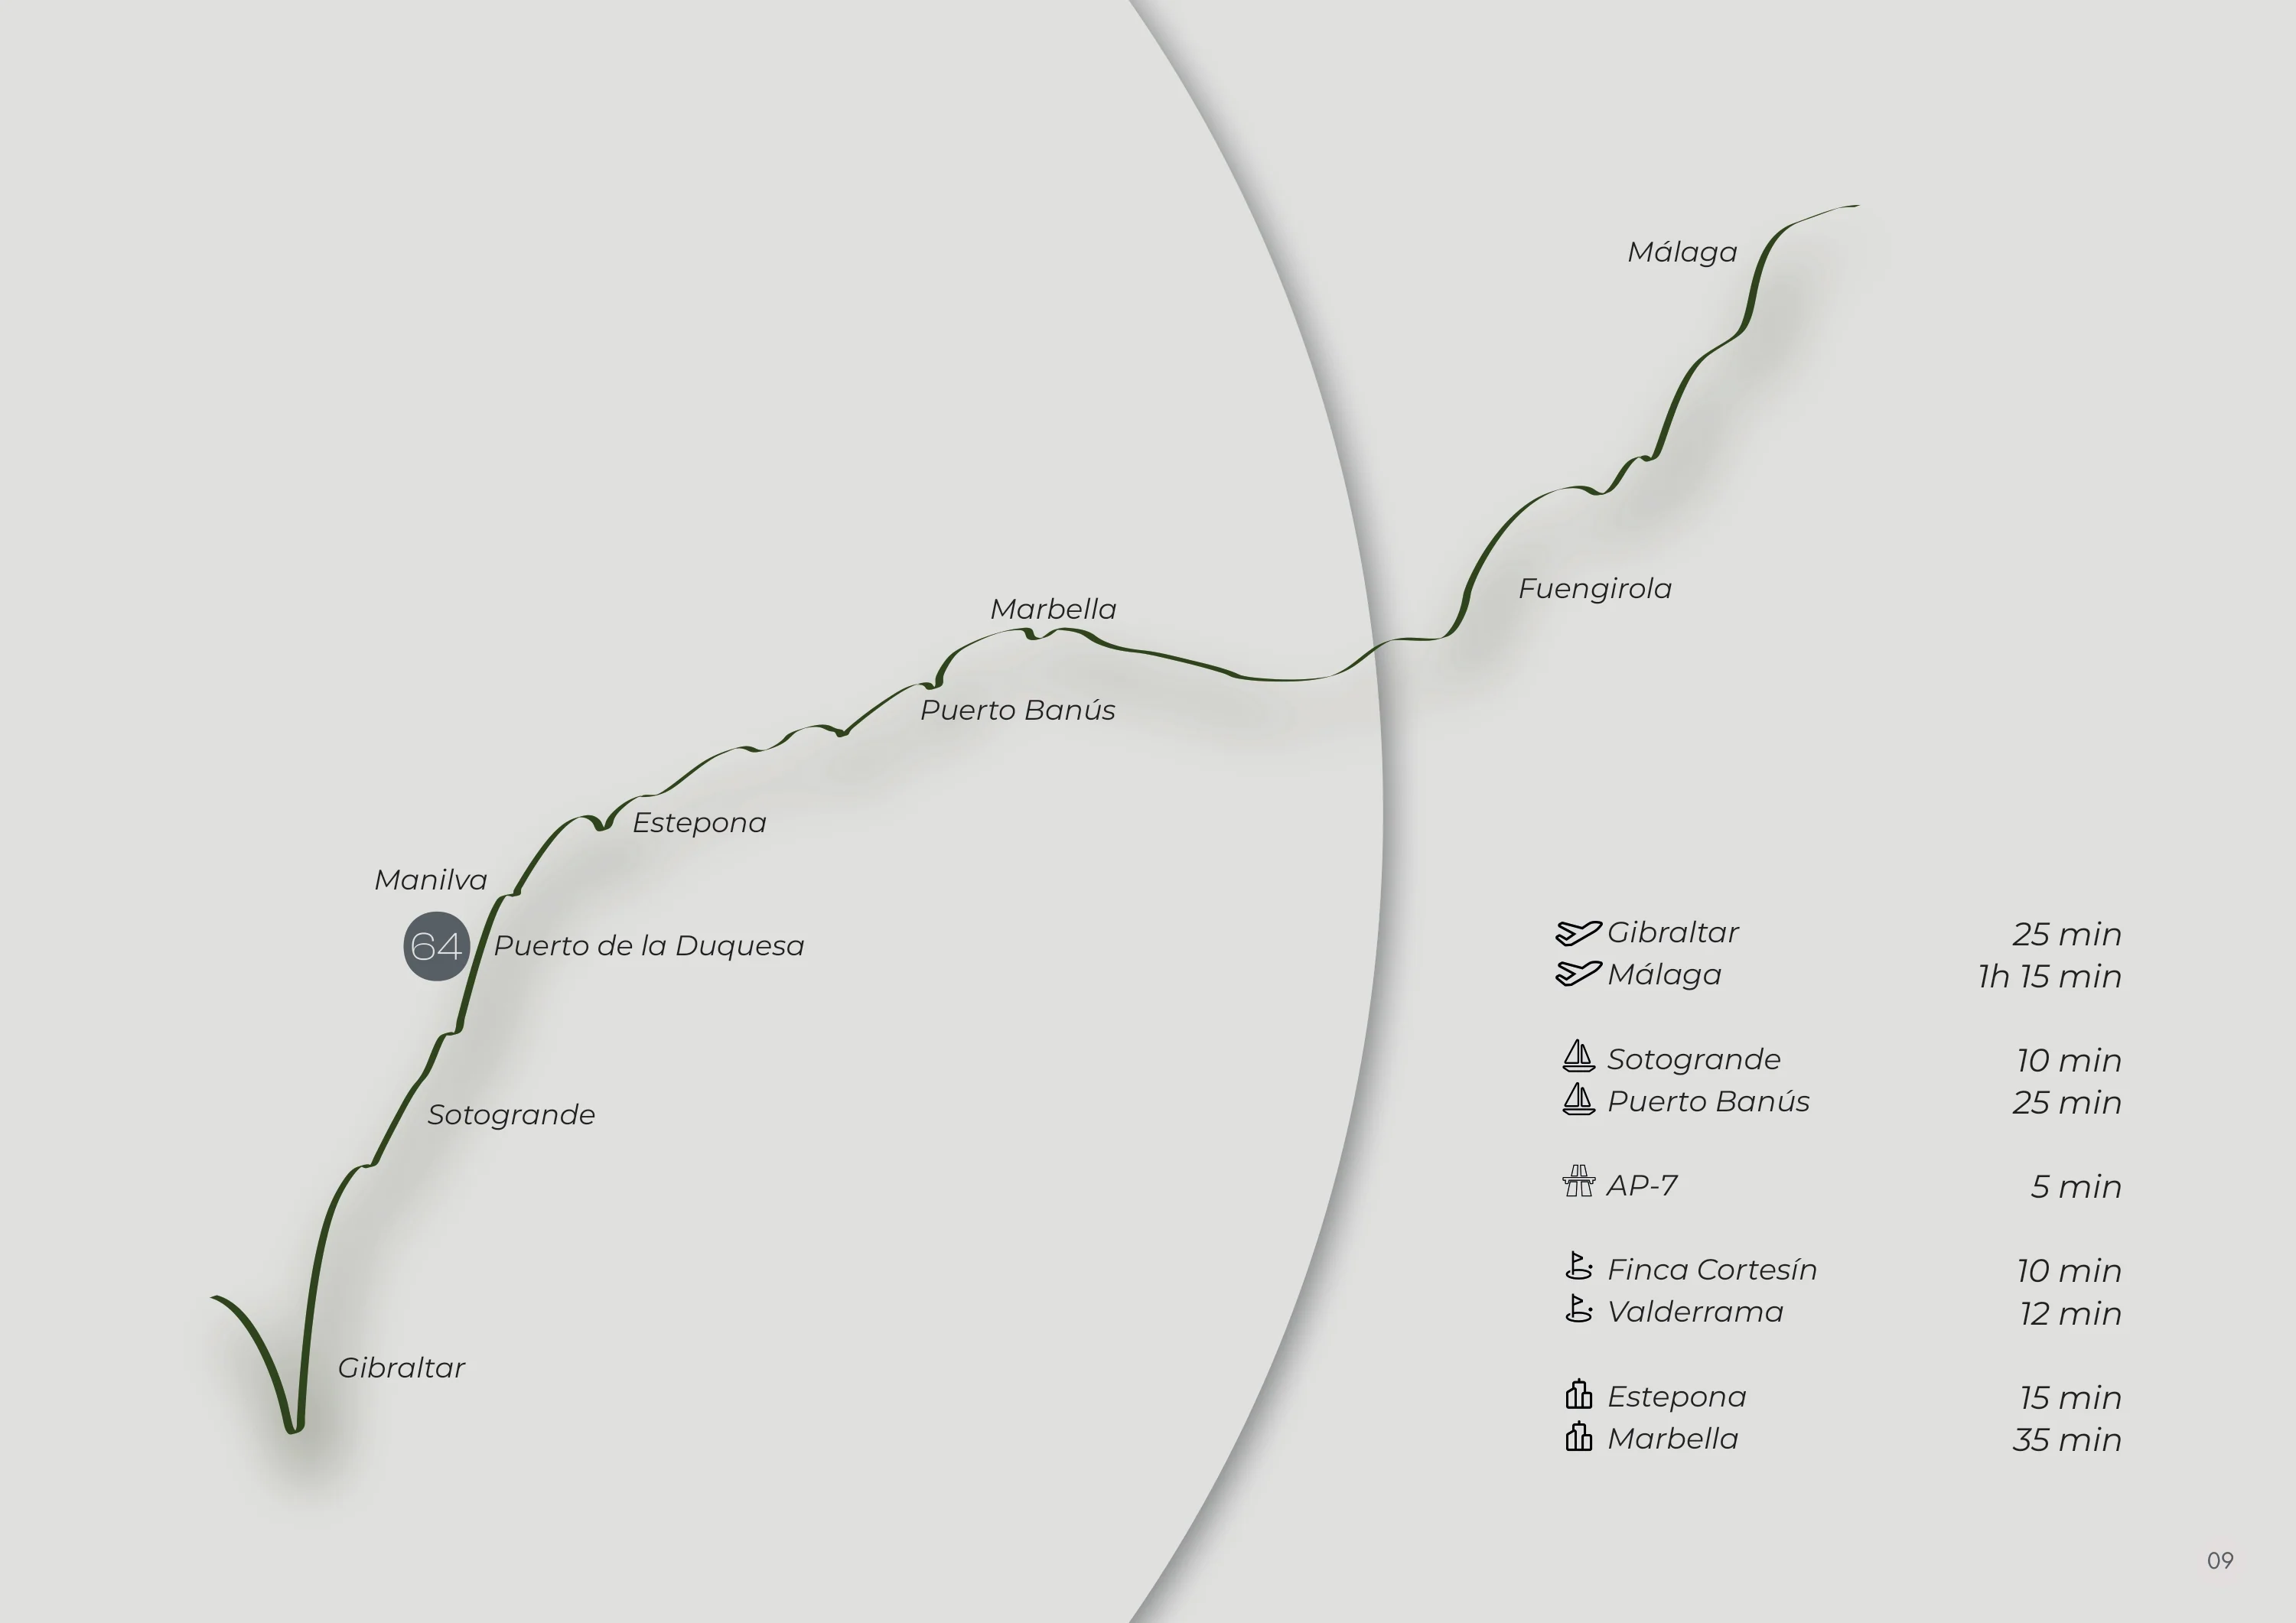 Málaga
Fuengirola
Marbella
Puerto Banús
Estepona
Manilva
64
Puerto de la Duquesa
Sotogrande
Gibraltar
Gibraltar 25 min
Málaga 1h 15 min
Sotogrande 10 min
Puerto Banús 25 min
AP-7 5 min
Finca Cortesín 10 min
Valderrama 12 min
Estepona 15 min
Marbella 35 min
09